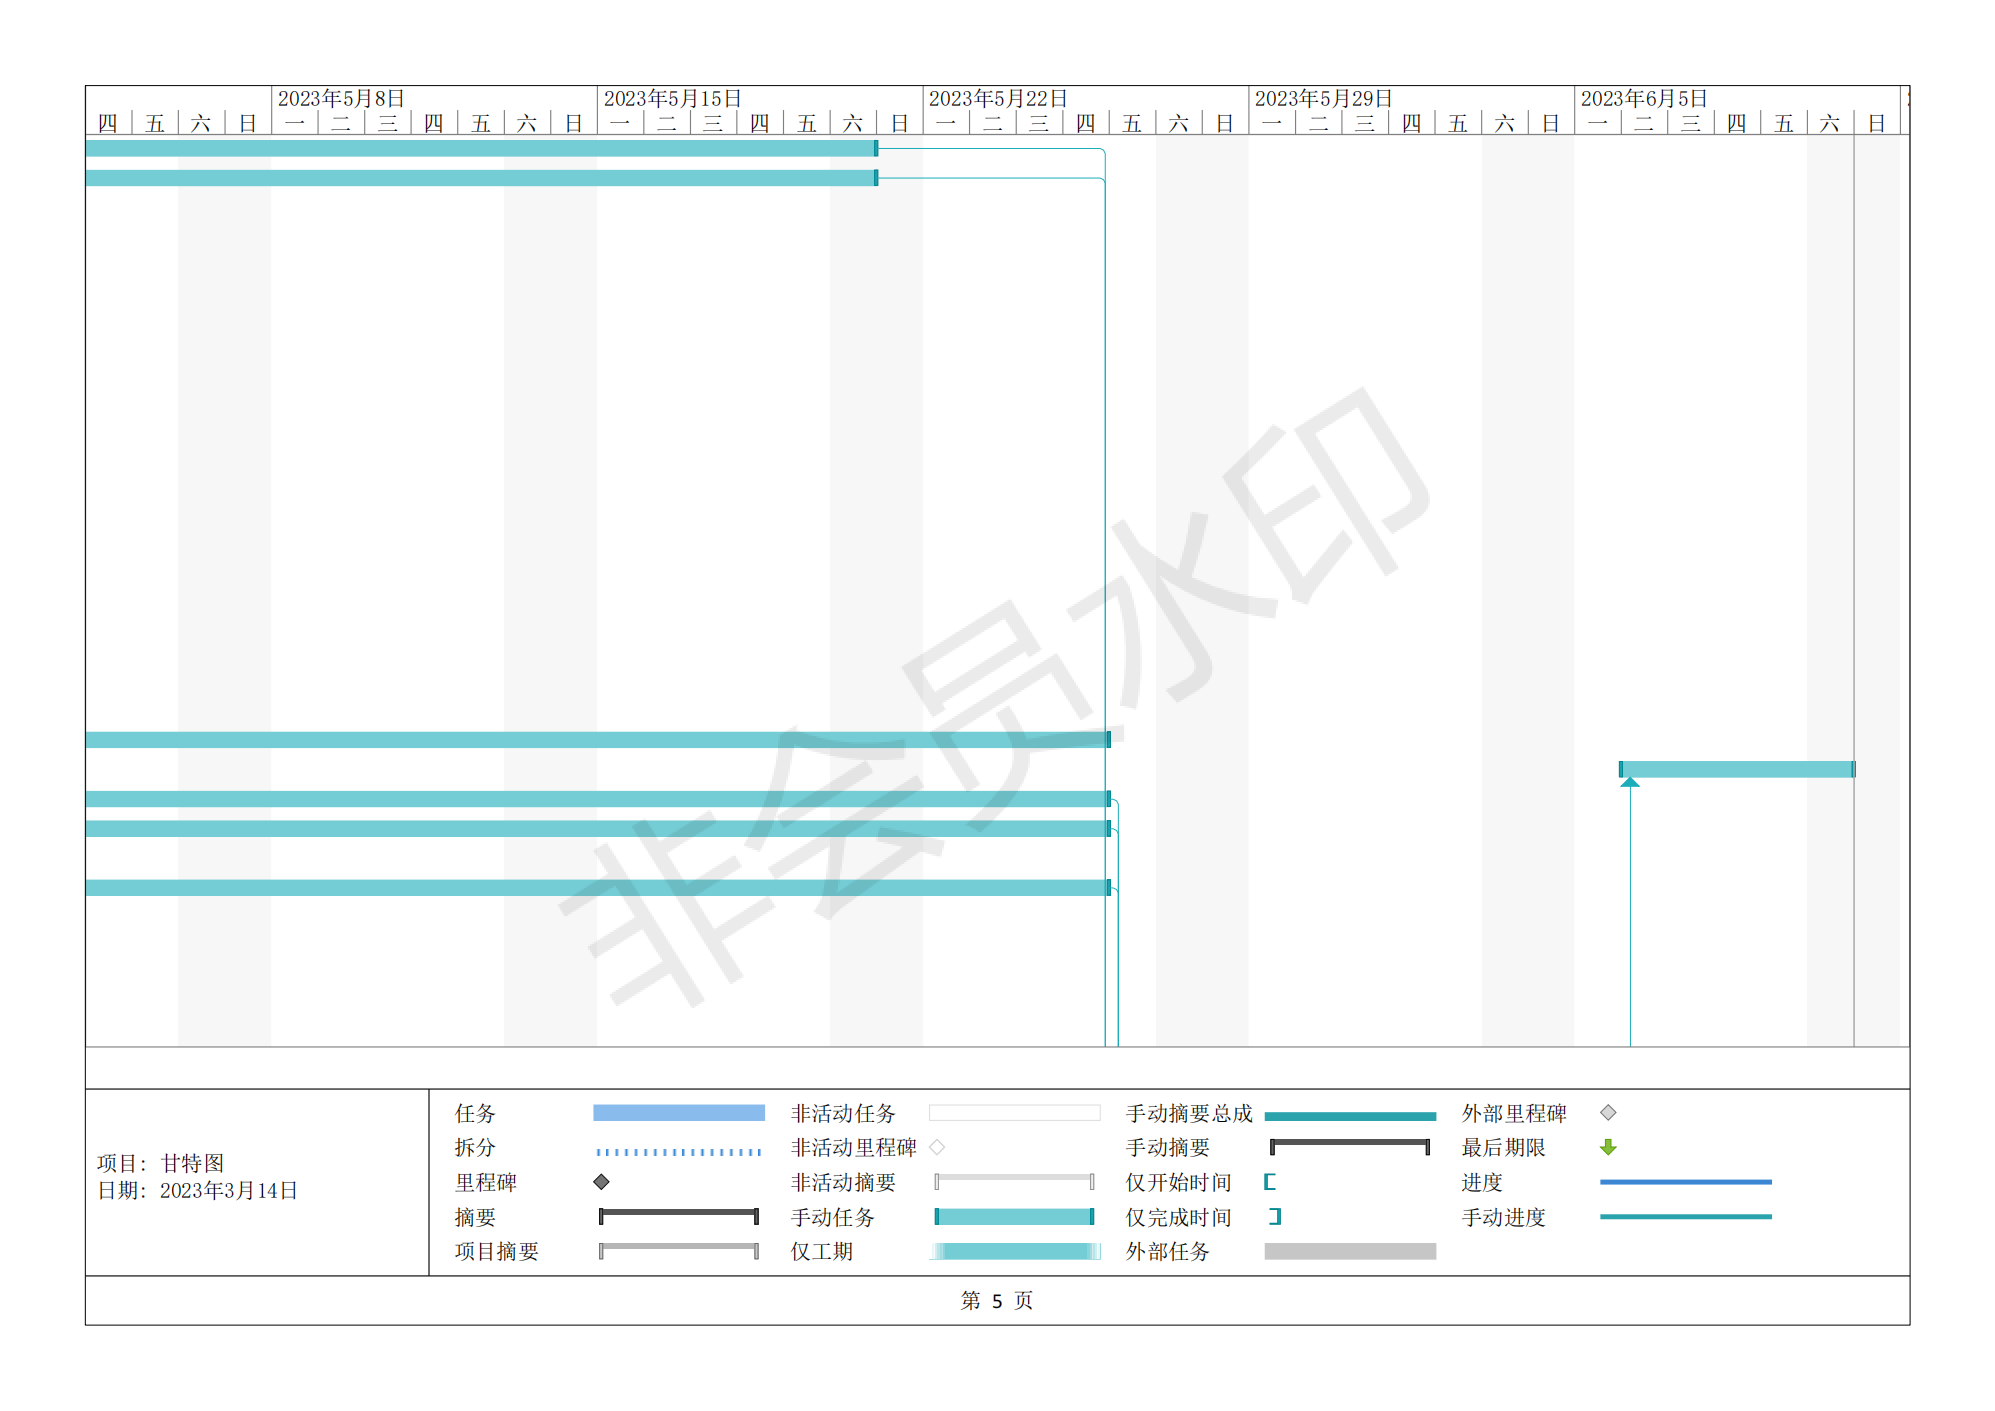 2023年5月8日 2023年5月15日 2023年5月22日 2023年5月29日 2023年6月5日
四 五 六 日 一 二 三 四 五 六 日 一 二 三 四 五 六 日 一 二 三 四 五 六 日 一 二 三 四 五 六 日 一 二 三 四 五 六 日
非会员水印
项目: 甘特图
日期: 2023年3月14日
任务 非活动任务 手动摘要总成 外部里程碑
拆分 非活动里程碑 手动摘要 最后期限
里程碑 非活动摘要 仅开始时间 进度
摘要 手动任务 仅完成时间 手动进度
项目摘要 仅工期 外部任务
第 5 页